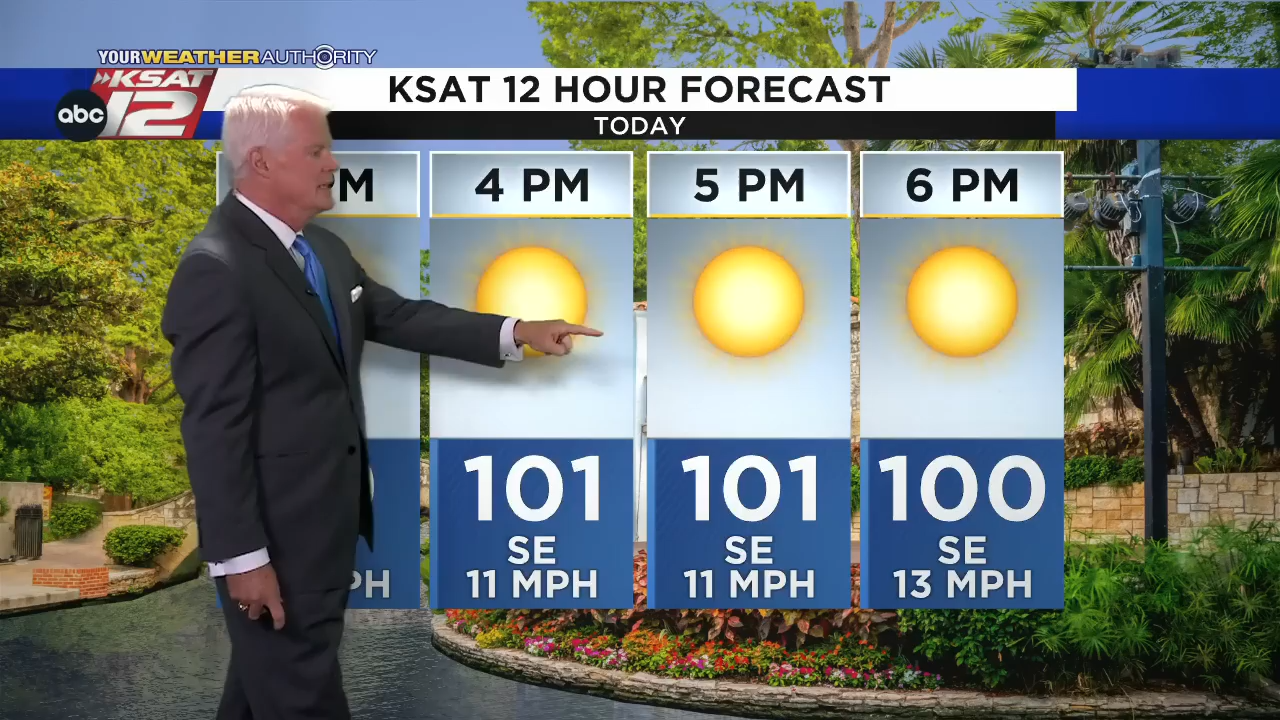 YOUR WEATHER AUTHORITY
KSAT
abc 12
KSAT 12 HOUR FORECAST
TODAY
4 PM
5 PM
6 PM
101
101
100
SE
SE
SE
11 MPH
11 MPH
13 MPH